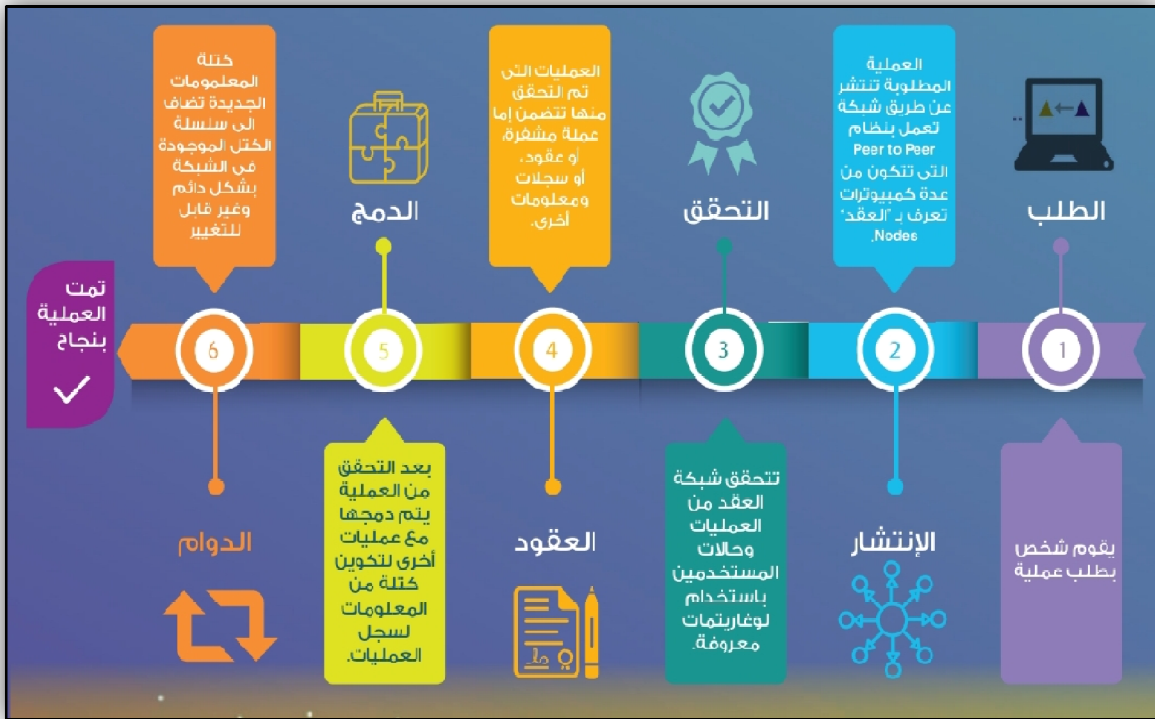 الطلب
1
يقوم شخص
بطلب عملية
العملية
المطلوبة تنتشر
عن طريق شبكة
تعمل بنظام
Peer to Peer
التي تتكون من
عدة كمبيوترات
تعرف بـ "العقد"
Nodes.
2
الإنتشار
التحقق
3
تتحقق شبكة
العقد من
العمليات
وحالات
المستخدمين
باستخدام
لوغاريتمات
معروفة.
العمليات التي
تم التحقق
منها تتضمن إما
عملة مشفرة،
أو عقود،
أو سجلات
ومعلومات
أخرى.
4
العقود
الدمج
5
بعد التحقق
من العملية
يتم دمجها
مع عمليات
أخرى لتكوين
كتلة من
المعلومات
لسجل
العمليات.
كتلة
المعلمومات
الجديدة تضاف
الى سلسلة
الكتل الموجودة
في الشبكة
بشكل دائم
وغير قابل
للتغيير
6
الدوام
تمت
العملية
بنجاح